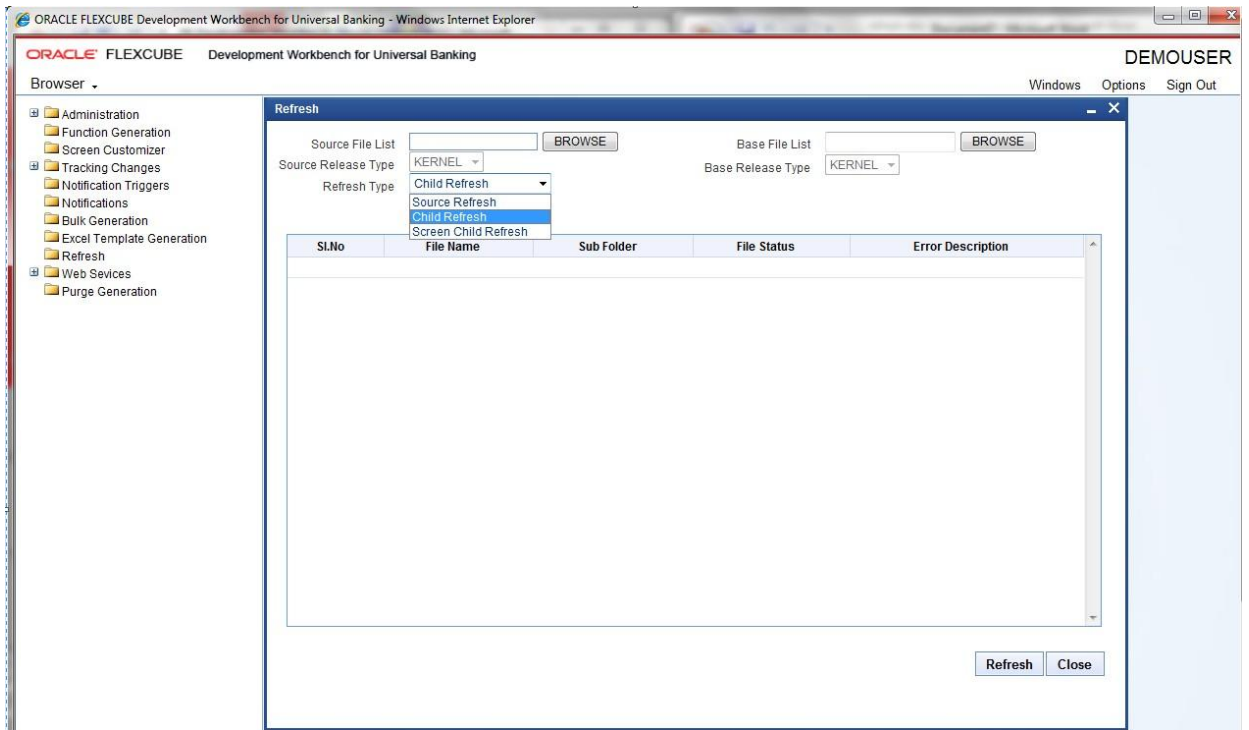 ORACLE FLEXCUBE Development Workbench for Universal Banking - Windows Internet Explorer
ORACLE FLEXCUBE Development Workbench for Universal Banking
DEMOUSER
Browser
Windows Options Sign Out
Administration
Function Generation
Screen Customizer
Tracking Changes
Notification Triggers
Notifications
Bulk Generation
Excel Template Generation
Refresh
Web Sevices
Purge Generation
Refresh
Source File List BROWSE Base File List BROWSE
Source Release Type KERNEL Base Release Type KERNEL
Refresh Type Child Refresh
Source Refresh
Child Refresh
Screen Child Refresh
Sl.No File Name Sub Folder File Status Error Description
Refresh Close